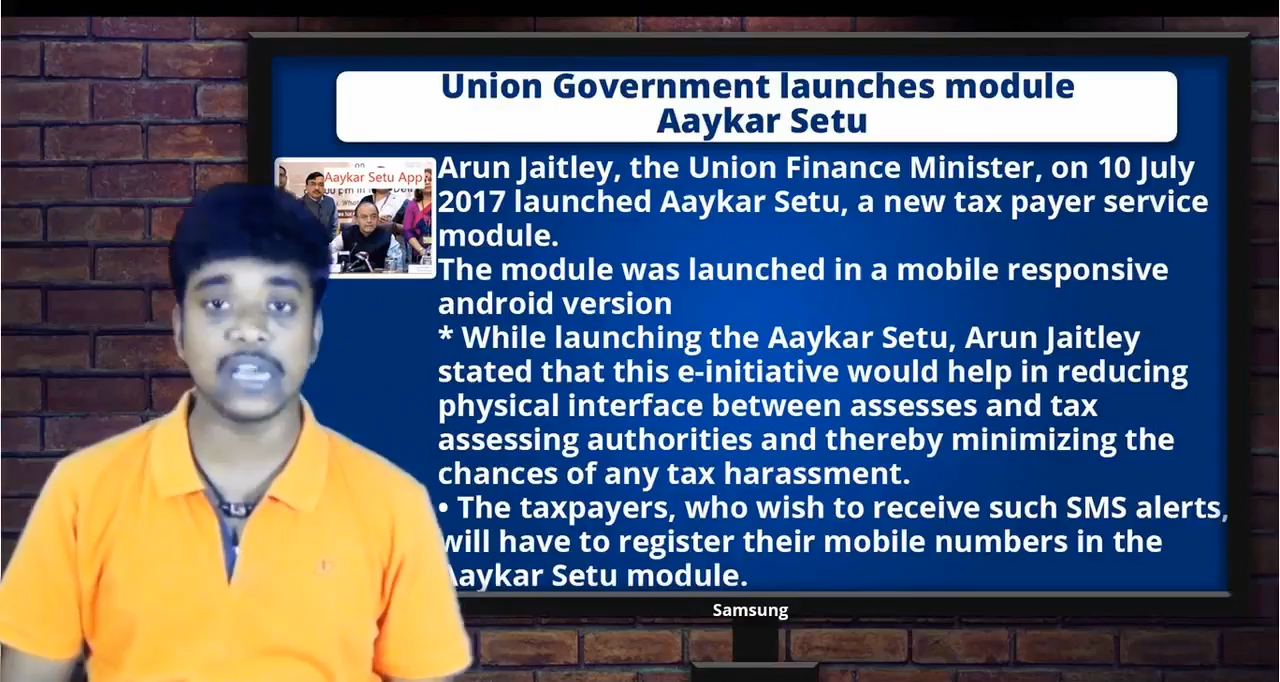 Union Government launches module
Aaykar Setu
Aaykar Setu App
Arun Jaitley, the Union Finance Minister, on 10 July
2017 launched Aaykar Setu, a new tax payer service
module.
The module was launched in a mobile responsive
android version
* While launching the Aaykar Setu, Arun Jaitley
stated that this e-initiative would help in reducing
physical interface between assesses and tax
assessing authorities and thereby minimizing the
chances of any tax harassment.
• The taxpayers, who wish to receive such SMS alerts,
will have to register their mobile numbers in the
Aaykar Setu module.
Samsung